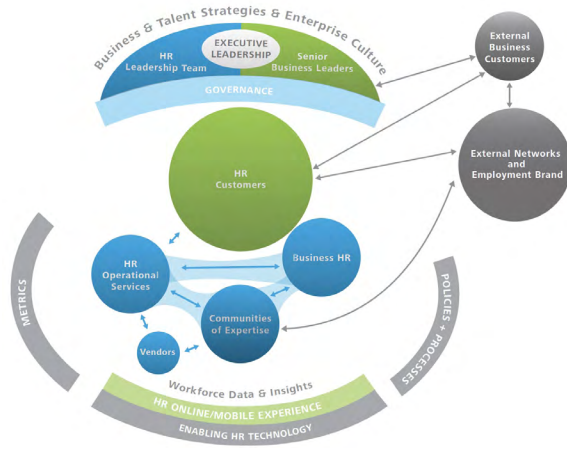 Business & Talent Strategies & Enterprise Culture
EXECUTIVE
LEADERSHIP
HR
Leadership Team
Senior
Business Leaders
GOVERNANCE
External
Business
Customers
External Networks
and
Employment Brand
HR
Customers
HR
Operational
Services
Business HR
Communities
of Expertise
Vendors
METRICS
POLICIES + PROCESSES
Workforce Data & Insights
HR ONLINE/MOBILE EXPERIENCE
ENABLING HR TECHNOLOGY